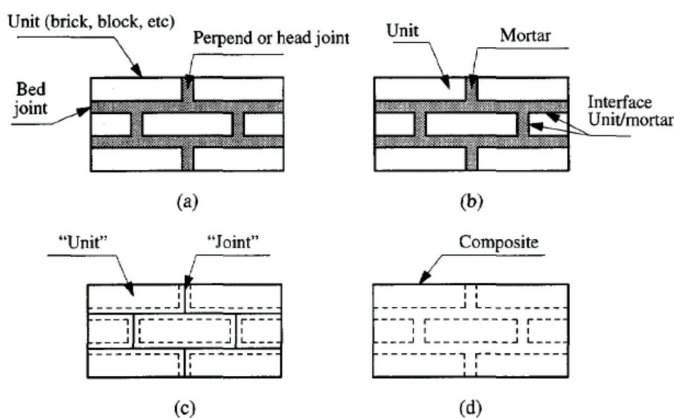 Unit (brick, block, etc)
Perpend or head joint
Bed
joint
(a)
Unit
Mortar
Interface
Unit/mortar
(b)
“Unit”
“Joint”
(c)
Composite
(d)